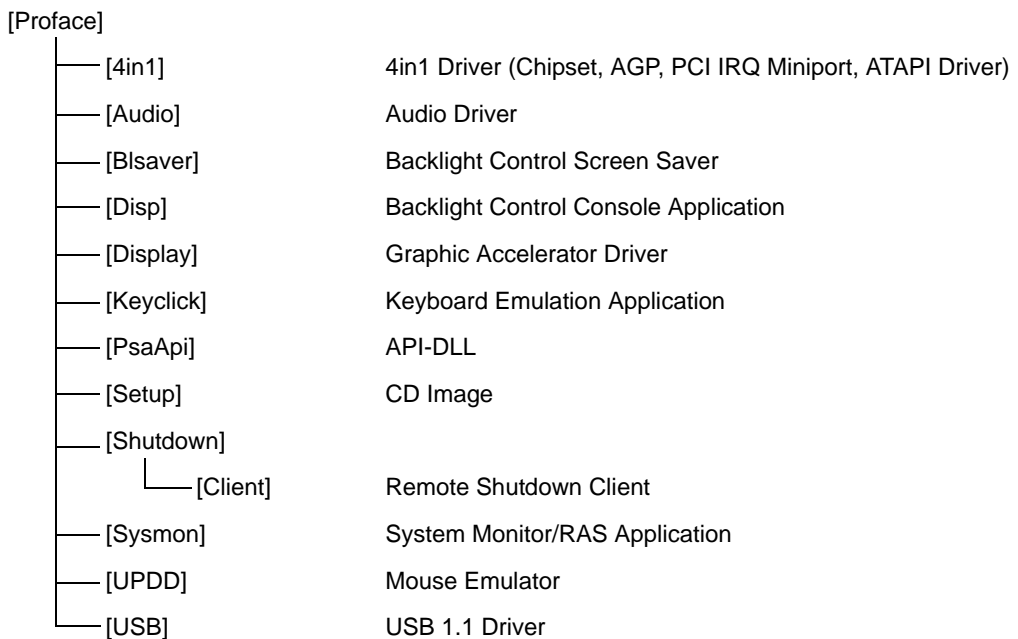 [Proface]
[4in1] 4in1 Driver (Chipset, AGP, PCI IRQ Miniport, ATAPI Driver)
[Audio] Audio Driver
[Blsaver] Backlight Control Screen Saver
[Disp] Backlight Control Console Application
[Display] Graphic Accelerator Driver
[Keyclick] Keyboard Emulation Application
[PsaApi] API-DLL
[Setup] CD Image
[Shutdown]
[Client] Remote Shutdown Client
[Sysmon] System Monitor/RAS Application
[UPDD] Mouse Emulator
[USB] USB 1.1 Driver